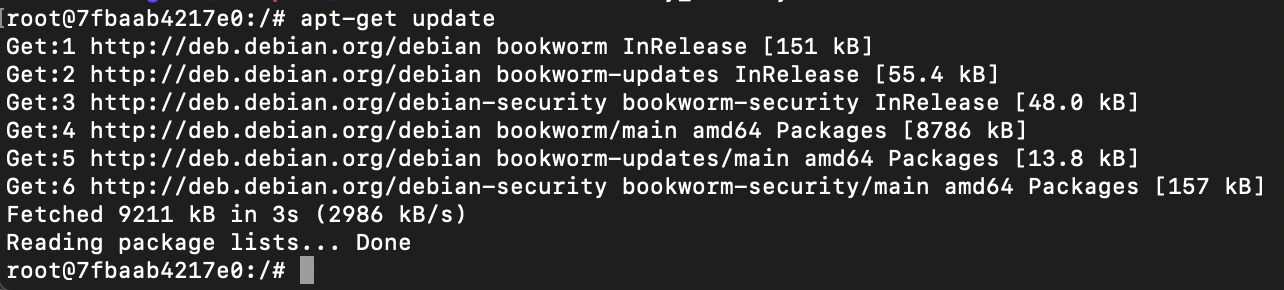 root@7fbaab4217e0:/# apt-get update
Get:1 http://deb.debian.org/debian bookworm InRelease [151 kB]
Get:2 http://deb.debian.org/debian bookworm-updates InRelease [55.4 kB]
Get:3 http://deb.debian.org/debian-security bookworm-security InRelease [48.0 kB]
Get:4 http://deb.debian.org/debian bookworm/main amd64 Packages [8786 kB]
Get:5 http://deb.debian.org/debian bookworm-updates/main amd64 Packages [13.8 kB]
Get:6 http://deb.debian.org/debian-security bookworm-security/main amd64 Packages [157 kB]
Fetched 9211 kB in 3s (2986 kB/s)
Reading package lists... Done
root@7fbaab4217e0:/#